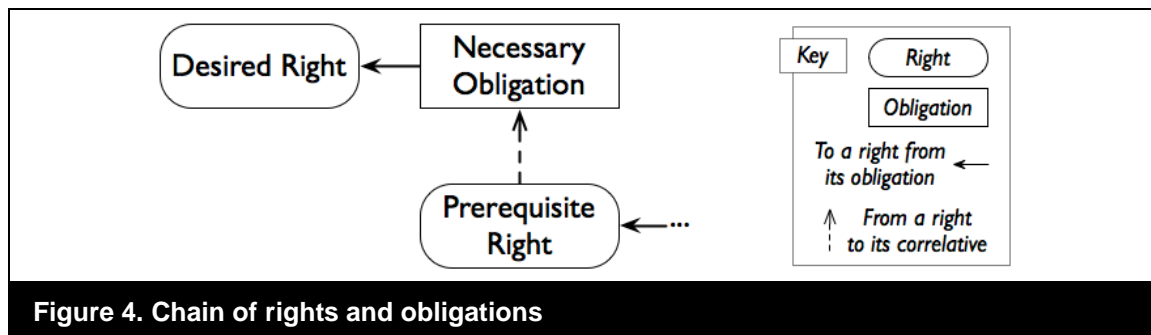 Desired Right
Necessary
Obligation
Prerequisite
Right
...
Key
Right
Obligation
To a right from
its obligation
From a right
to its correlative
Figure 4. Chain of rights and obligations